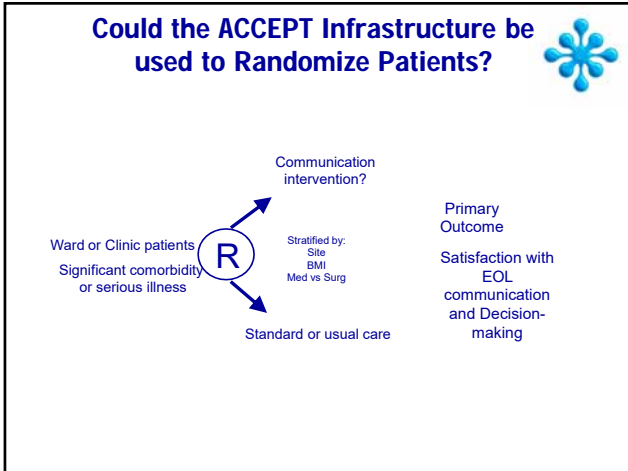 Could the ACCEPT Infrastructure be
used to Randomize Patients?
Communication
intervention?
Ward or Clinic patients
Significant comorbidity
or serious illness
R
Stratified by:
Site
BMI
Med vs Surg
Standard or usual care
Primary
Outcome
Satisfaction with
EOL
communication
and Decision-
making